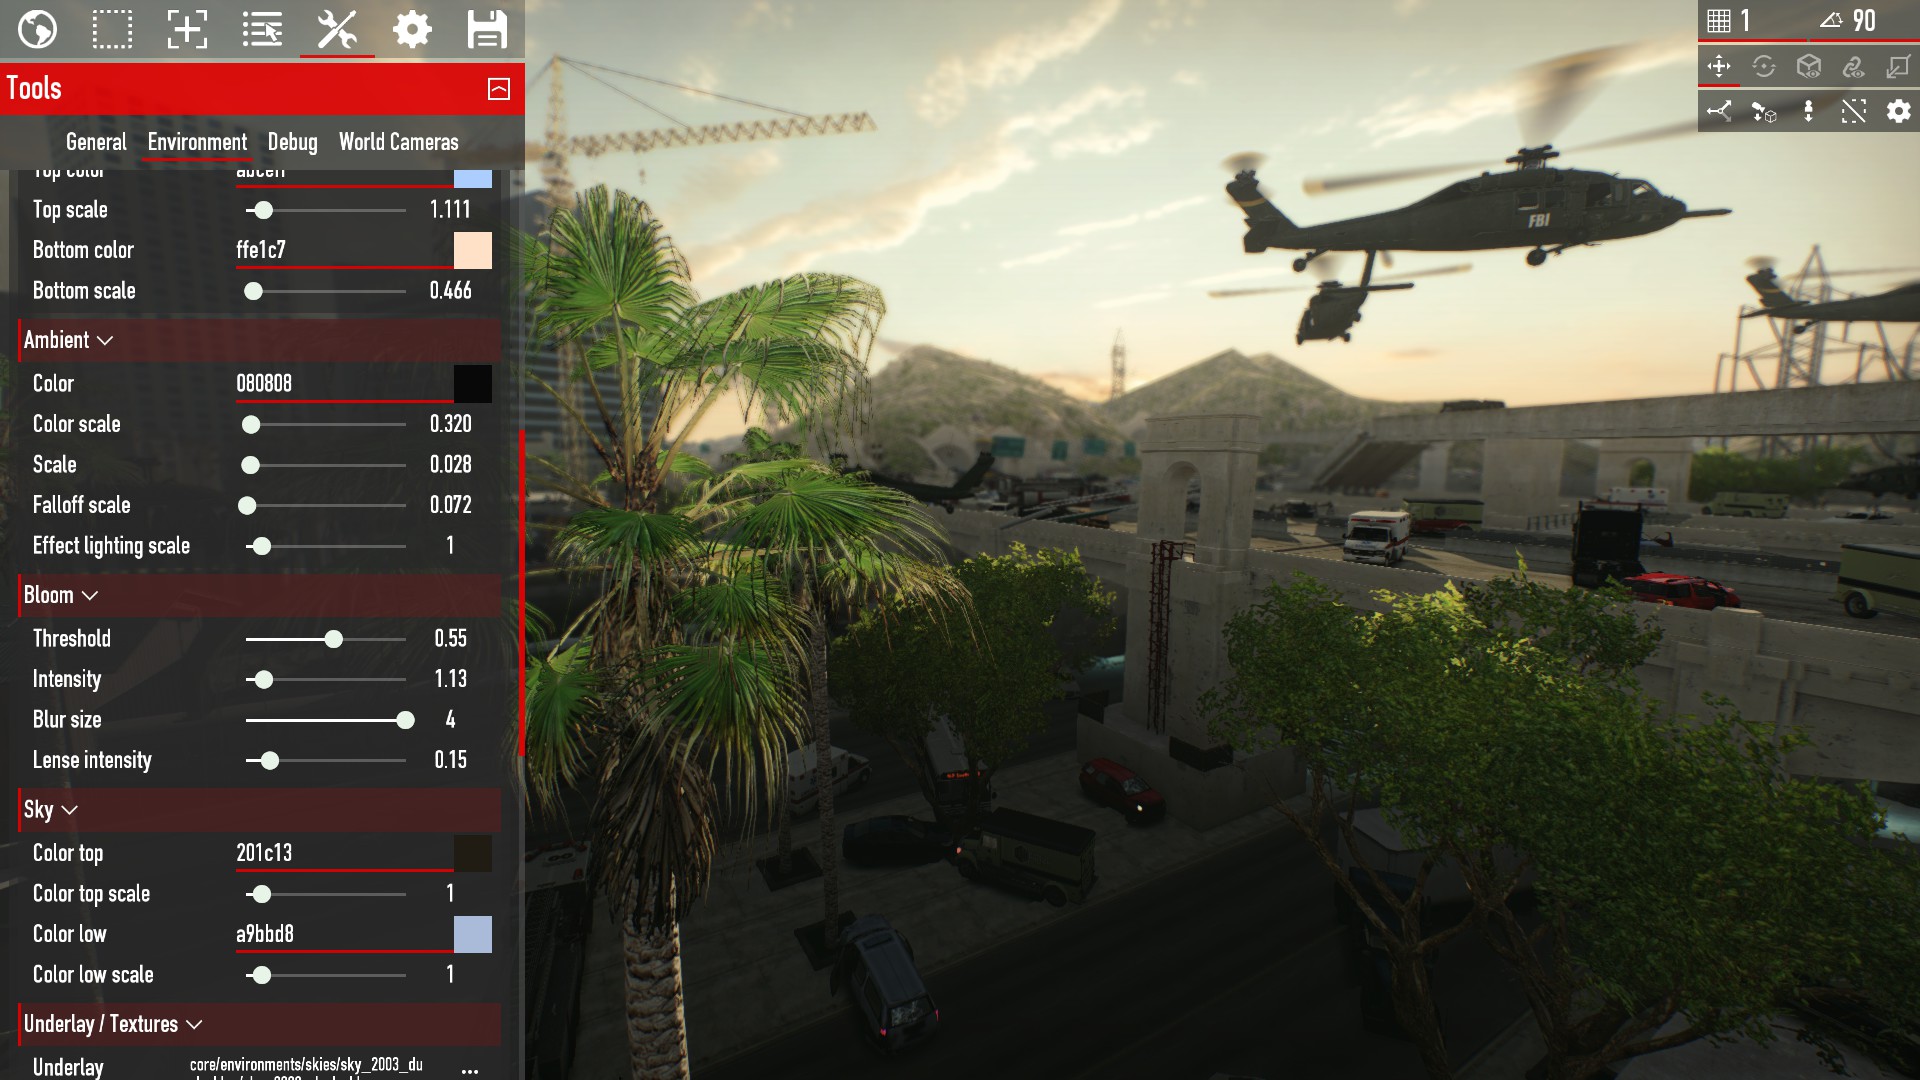 Tools
General Environment Debug World Cameras
Top color
Top scale 1.111
Bottom color ffe1c7
Bottom scale 0.466
Ambient
Color 080808
Color scale 0.320
Scale 0.028
Falloff scale 0.072
Effect lighting scale 1
Bloom
Threshold 0.55
Intensity 1.13
Blur size 4
Lense intensity 0.15
Sky
Color top 201c13
Color top scale 1
Color low a9bbd8
Color low scale 1
Underlay / Textures
Underlay core/environments/skies/sky_2003_du
...
1 90
FBI